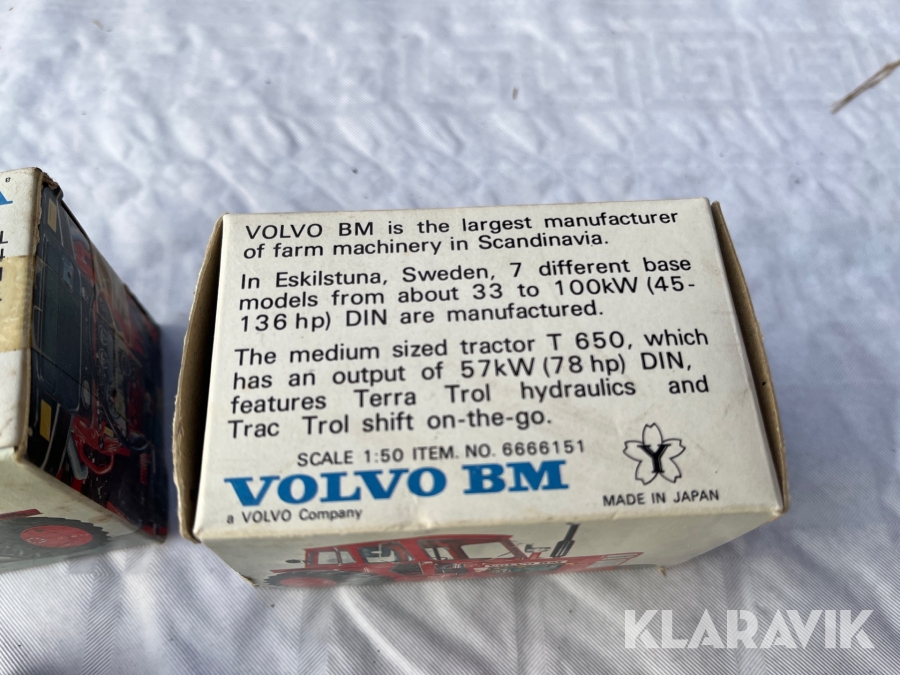 VOLVO BM is the largest manufacturer
of farm machinery in Scandinavia.
In Eskilstuna, Sweden, 7 different base
models from about 33 to 100kW (45-
136 hp) DIN are manufactured.
The medium sized tractor T 650, which
has an output of 57kW (78 hp) DIN,
features Terra Trol hydraulics and
Trac Trol shift on-the-go.
SCALE 1:50 ITEM. NO. 6666151
VOLVO BM
a VOLVO Company
Y
MADE IN JAPAN
KLARAVIK